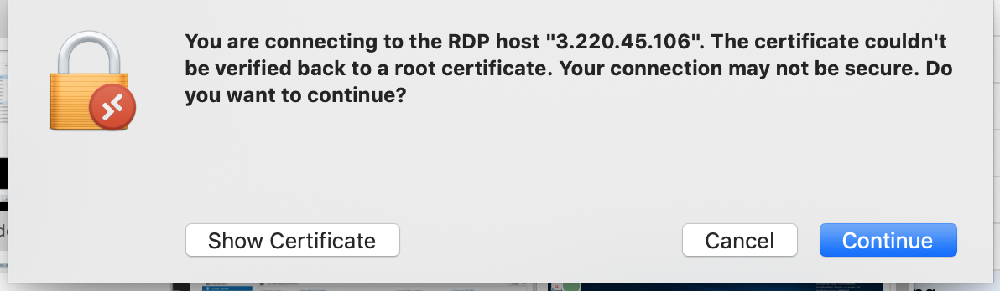 You are connecting to the RDP host "3.220.45.106". The certificate couldn't
be verified back to a root certificate. Your connection may not be secure. Do
you want to continue?
Show Certificate
Cancel
Continue